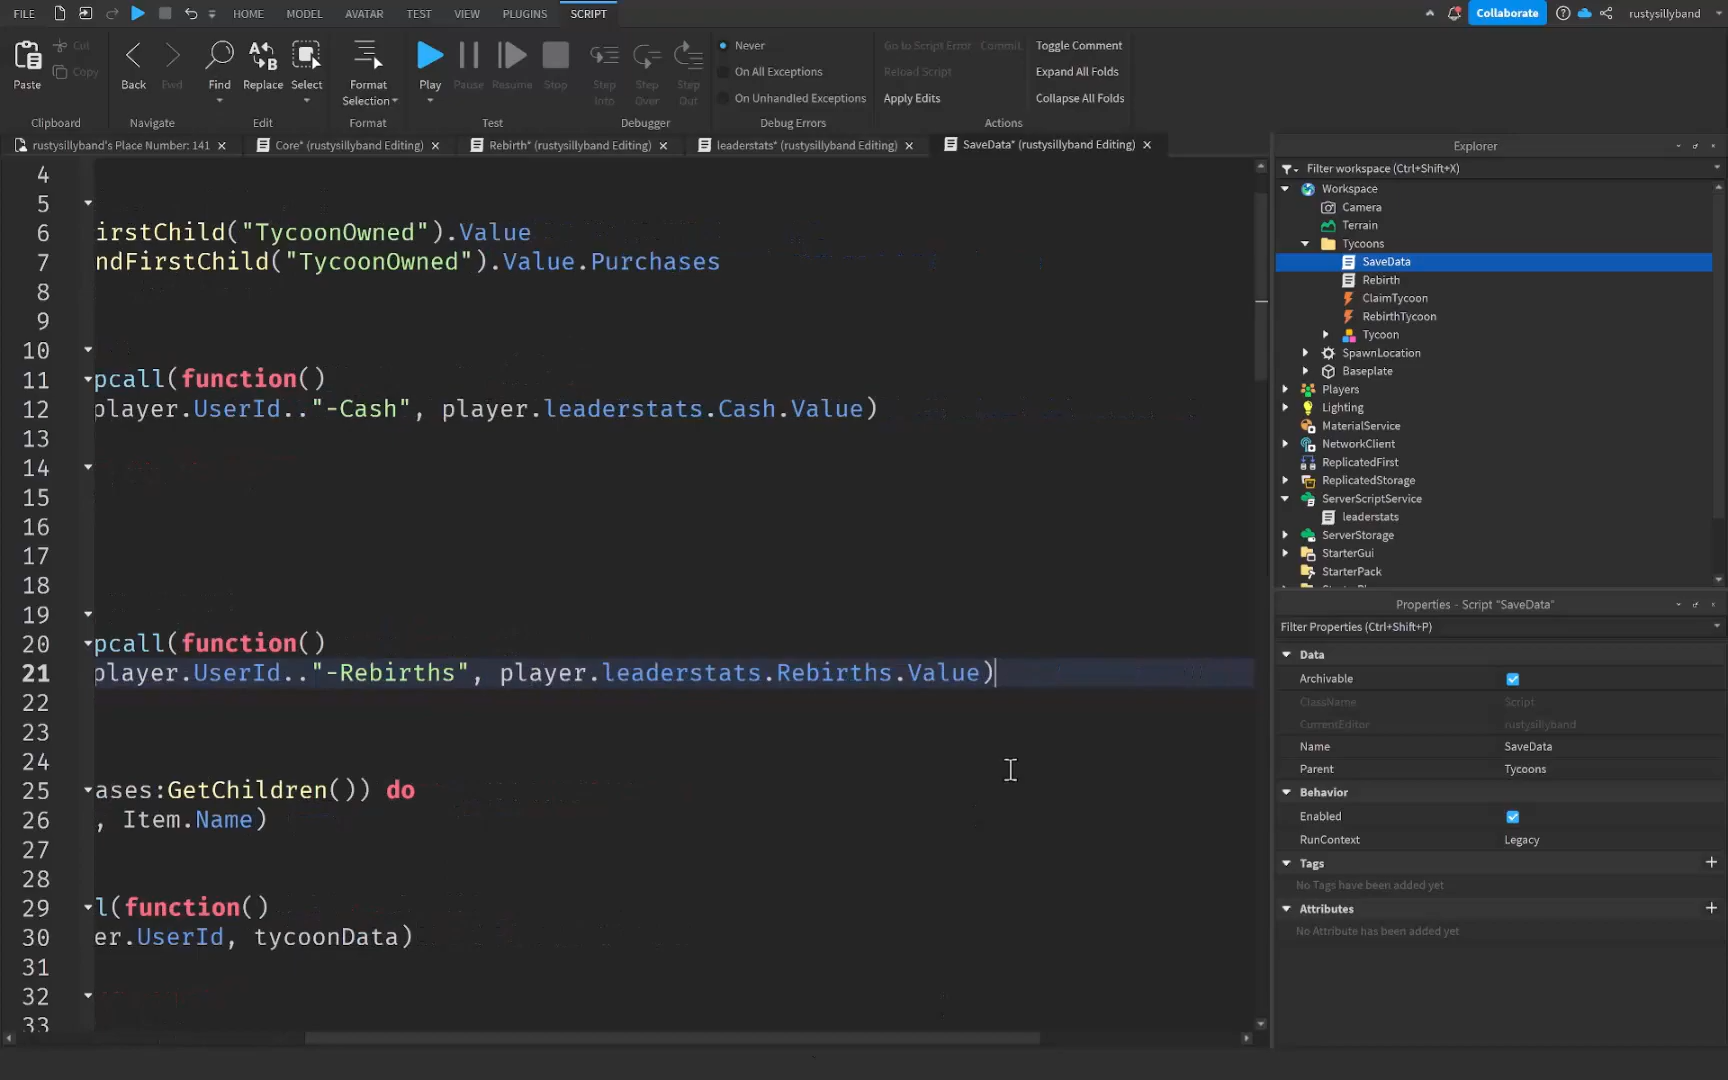 FILE HOME MODEL AVATAR TEST VIEW PLUGINS SCRIPT Collaborate rustysillyband
Paste Cut Copy
Back Fwd Find Replace Select Format Selection Play Pause Resume Stop Step Into Step Over Step Out
Never
On All Exceptions
On Unhandled Exceptions
Go to Script Error Commit
Reload Script
Apply Edits
Toggle Comment
Expand All Folds
Collapse All Folds
Clipboard Navigate Edit Format Test Debugger Debug Errors Actions
rustysillyband's Place Number: 141 Core* (rustysillyband Editing) Rebirth* (rustysillyband Editing) leaderstats* (rustysillyband Editing) SaveData* (rustysillyband Editing)
4
5
6 irstChild("TycoonOwned").Value
7 ndFirstChild("TycoonOwned").Value.Purchases
8
9
10
11 pcall(function()
12 player.UserId.."-Cash", player.leaderstats.Cash.Value)
13
14
15
16
17
18
19
20 pcall(function()
21 player.UserId.."-Rebirths", player.leaderstats.Rebirths.Value)
22
23
24
25 ases:GetChildren()) do
26 , Item.Name)
27
28
29 l(function()
30 er.UserId, tycoonData)
31
32
33
Explorer
Filter workspace (Ctrl+Shift+X)
Workspace
Camera
Terrain
Tycoons
SaveData
Rebirth
ClaimTycoon
RebirthTycoon
Tycoon
SpawnLocation
Baseplate
Players
Lighting
MaterialService
NetworkClient
ReplicatedFirst
ReplicatedStorage
ServerScriptService
leaderstats
ServerStorage
StarterGui
StarterPack
Properties - Script "SaveData"
Filter Properties (Ctrl+Shift+P)
Data
Archivable
ClassName Script
CurrentEditor rustysillyband
Name SaveData
Parent Tycoons
Behavior
Enabled
RunContext Legacy
Tags
No Tags have been added yet
Attributes
No Attribute has been added yet